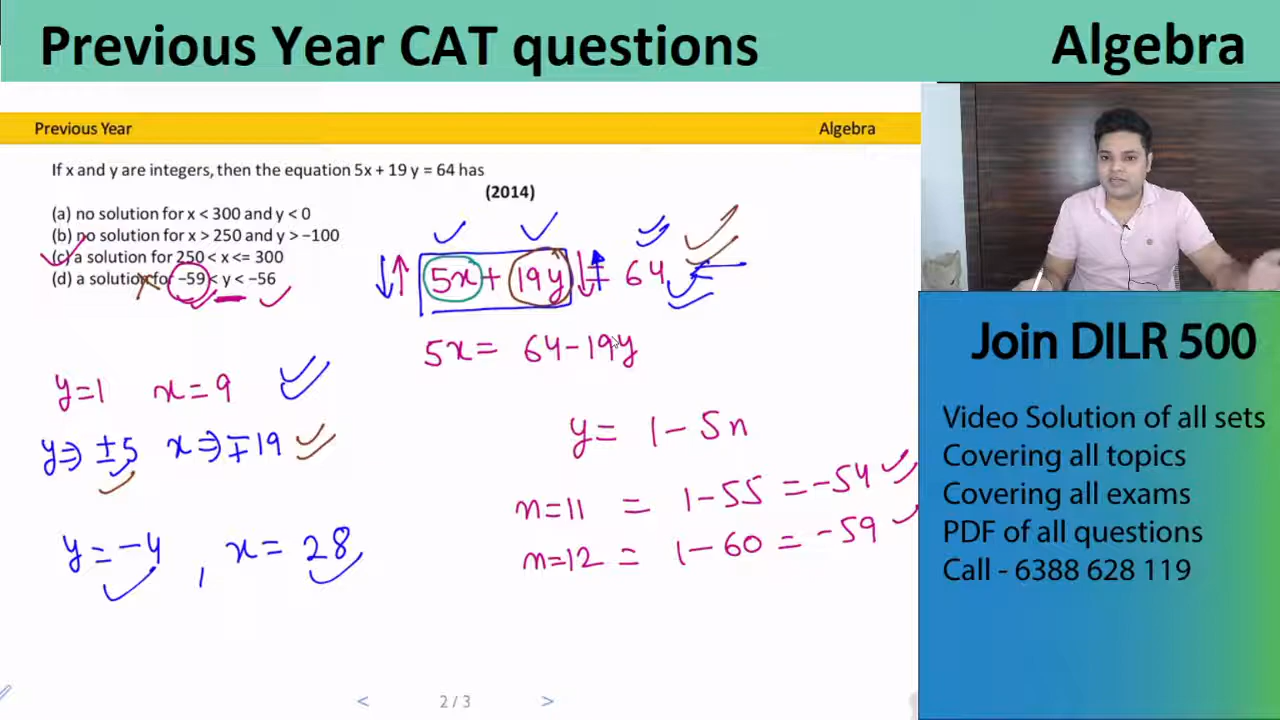 Previous Year CAT questions
Algebra
Previous Year
Algebra
If x and y are integers, then the equation 5x + 19 y = 64 has
(2014)
(a) no solution for x < 300 and y < 0
(b) no solution for x > 250 and y > −100
(c) a solution for 250 < x <= 300
(d) a solution for −59 < y < −56
5x + 19y = 64
5x = 64 - 19y
y=1 x = 9
y⇒ ±5 x ⇒ ∓19
y = -4 , x = 28
y = 1 - 5n
n=11 = 1-55 = -54
n=12 = 1-60 = -59
2 / 3
Join DILR 500
Video Solution of all sets
Covering all topics
Covering all exams
PDF of all questions
Call - 6388 628 119